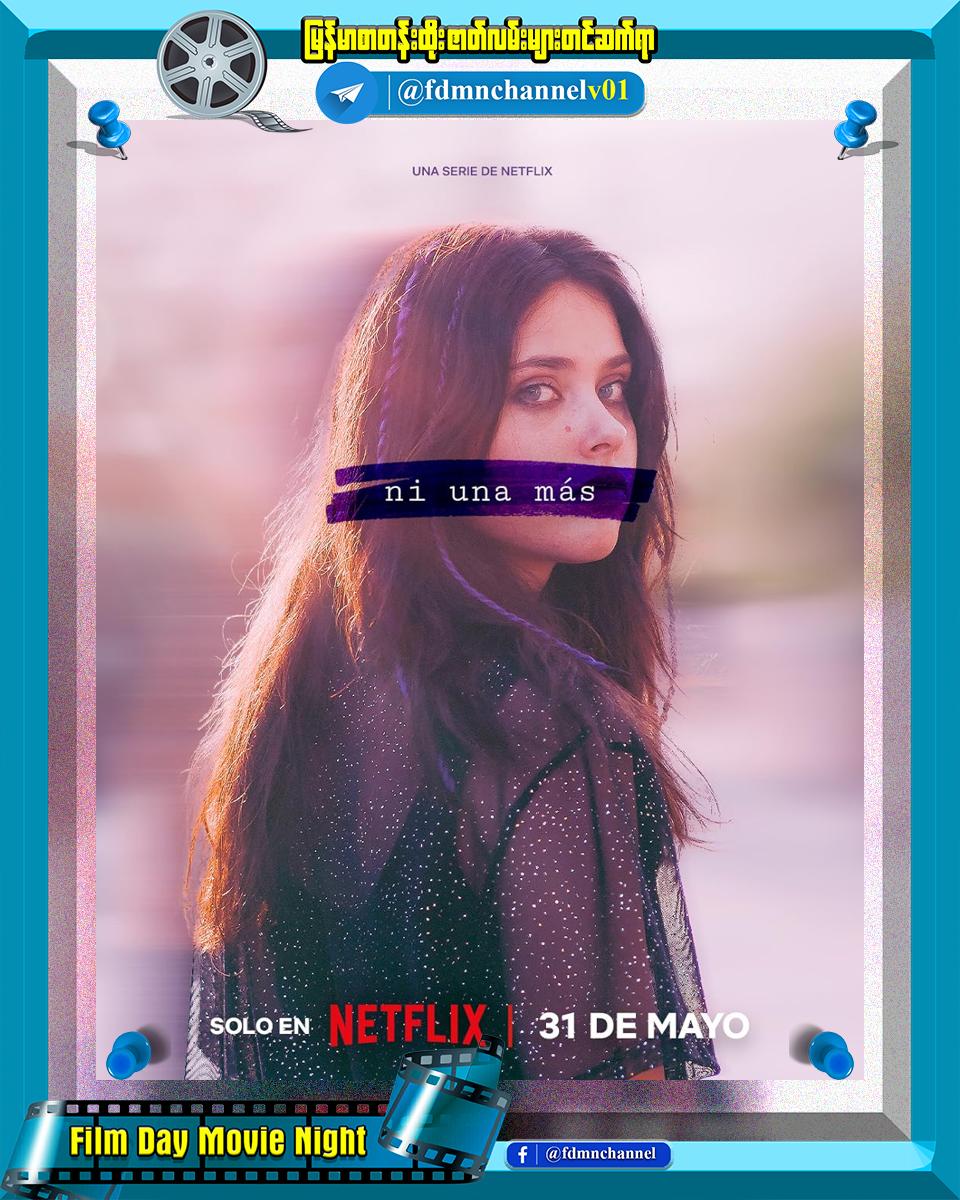 မြန်မာစာတန်းထိုးဇာတ်လမ်းများတင်ဆက်ရာ
@fdmnchannelv01
UNA SERIE DE NETFLIX
ni una más
SOLO EN NETFLIX | 31 DE MAYO
Film Day Movie Night
@fdmnchannel